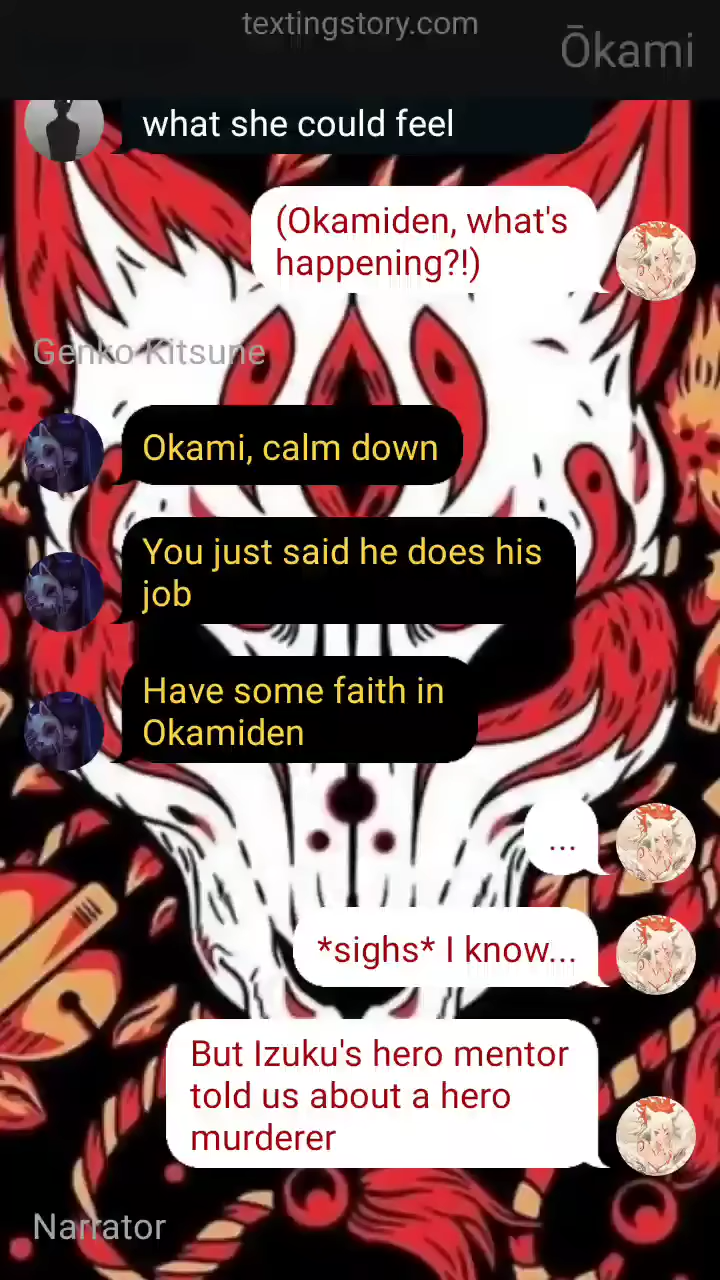 textingstory.com
Ōkami
what she could feel
(Okamiden, what's
happening?!)
Genko Kitsune
Okami, calm down
You just said he does his
job
Have some faith in
Okamiden
...
*sighs* I know...
But Izuku's hero mentor
told us about a hero
murderer
Narrator